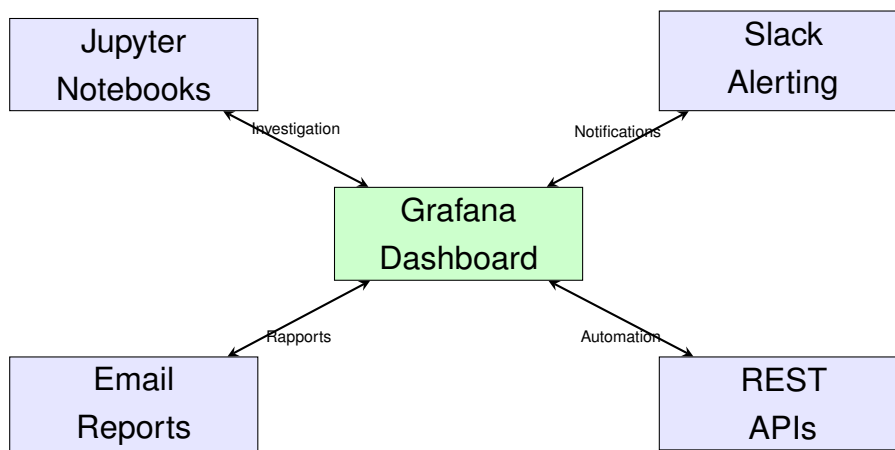 Jupyter
Notebooks
Slack
Alerting
Investigation
Notifications
Grafana
Dashboard
Rapports
Automation
Email
Reports
REST
APIs